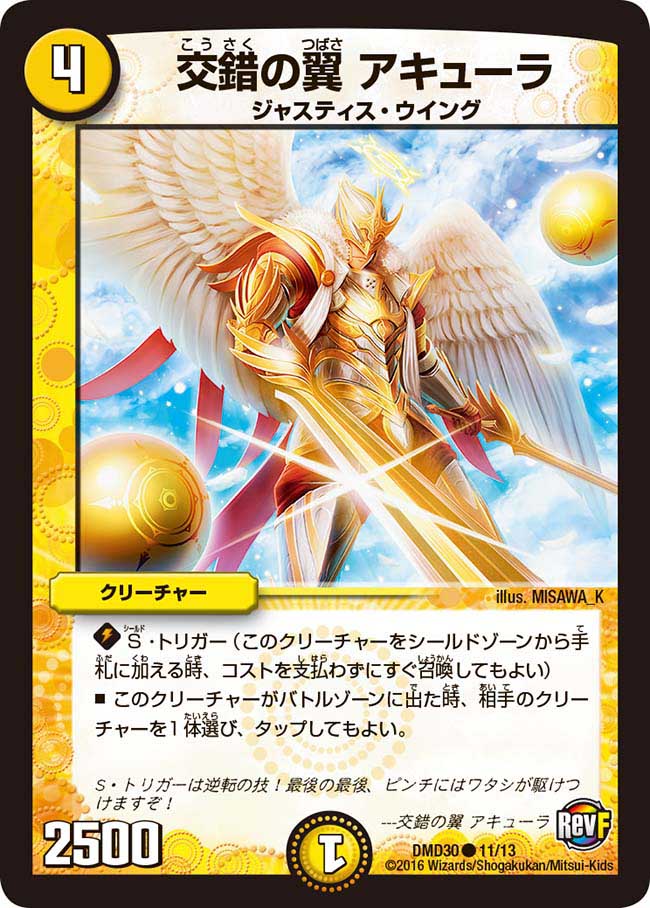 4
交錯の翼 アキューラ
こうさく つばさ
ジャスティス・ウイング
クリーチャー
illus. MISAWA_K
S・トリガー（このクリーチャーをシールドゾーンから手
札に加える時、コストを支払わずにすぐ召喚してもよい）
■ このクリーチャーがバトルゾーンに出た時、相手のクリー
チャーを1体選び、タップしてもよい。
S・トリガーは逆転の技！最後の最後、ピンチにはワタシが駆けつ
けますぞ！
---交錯の翼 アキューラ
RevF
2500
1
DMD30 ● 11/13
©2016 Wizards/Shogakukan/Mitsui-Kids